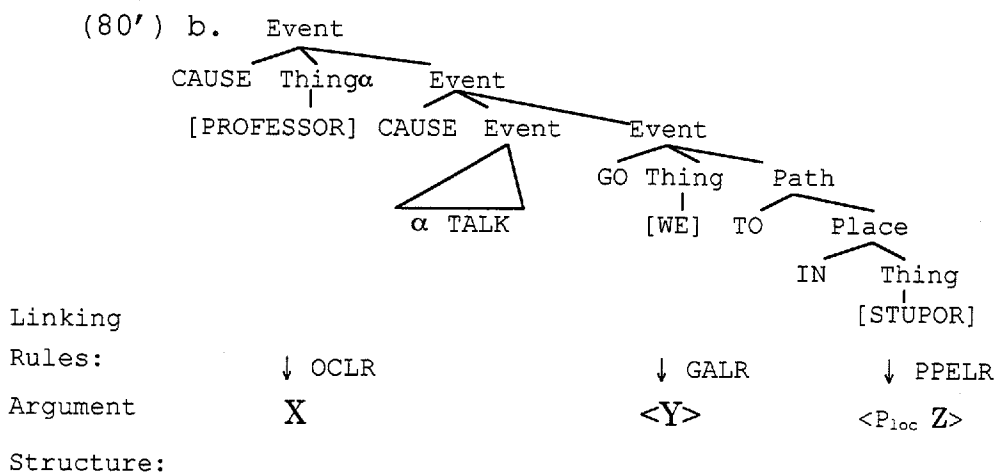 (80') b. Event
CAUSE Thingα Event
[PROFESSOR] CAUSE Event Event
GO Thing Path
α TALK [WE] TO Place
IN Thing
Linking [STUPOR]
Rules: ↓ OCLR ↓ GALR ↓ PPELR
Argument X <Y> <Ploc Z>
Structure: